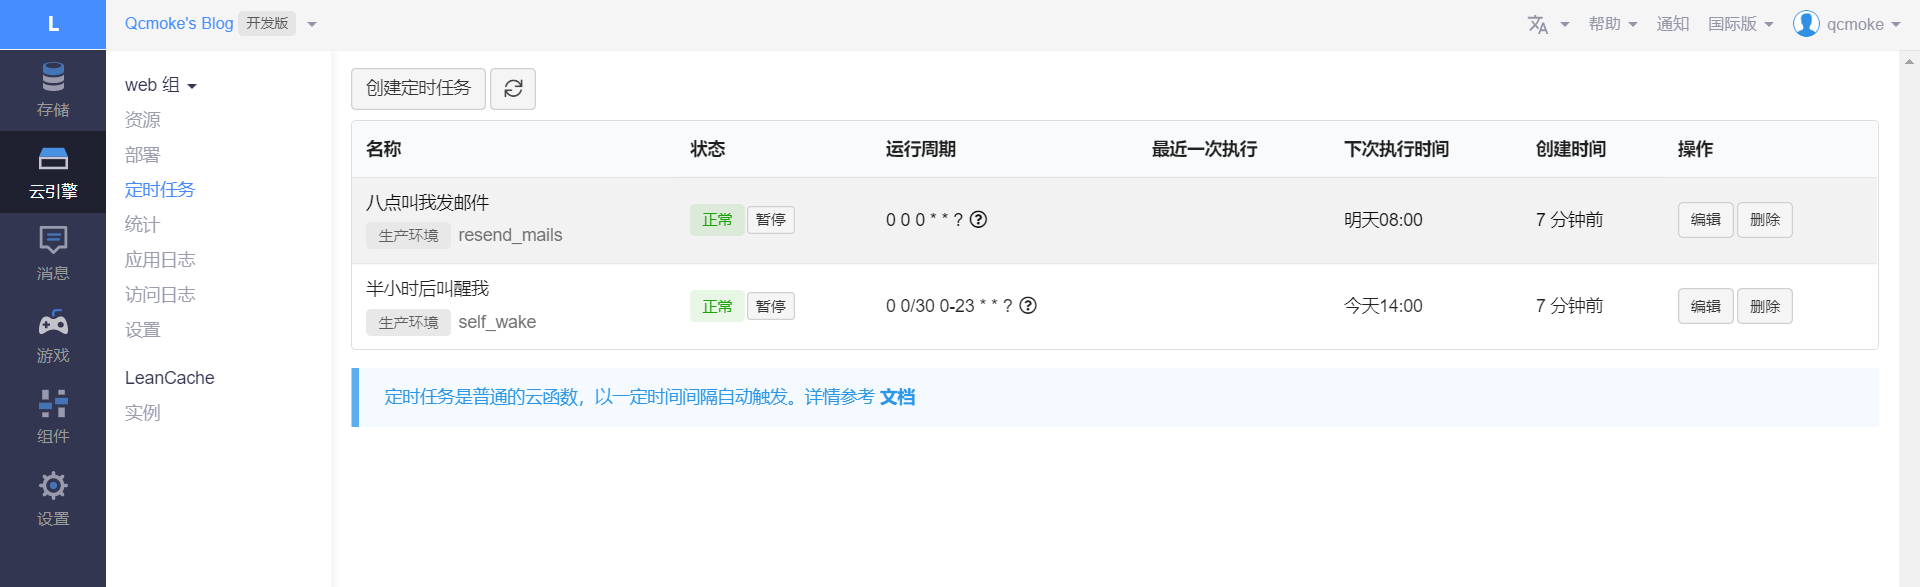 L
Qcmoke's Blog 开发版
帮助 通知 国际版 qcmoke
存储
云引擎
消息
游戏
组件
设置
web 组
资源
部署
定时任务
统计
应用日志
访问日志
设置
LeanCache
实例
创建定时任务
名称 状态 运行周期 最近一次执行 下次执行时间 创建时间 操作
八点叫我发邮件
生产环境 resend_mails
正常 暂停 0 0 0 * * ? 明天08:00 7 分钟前 编辑 删除
半小时后叫醒我
生产环境 self_wake
正常 暂停 0 0/30 0-23 * * ? 今天14:00 7 分钟前 编辑 删除
定时任务是普通的云函数，以一定时间间隔自动触发。详情参考 文档